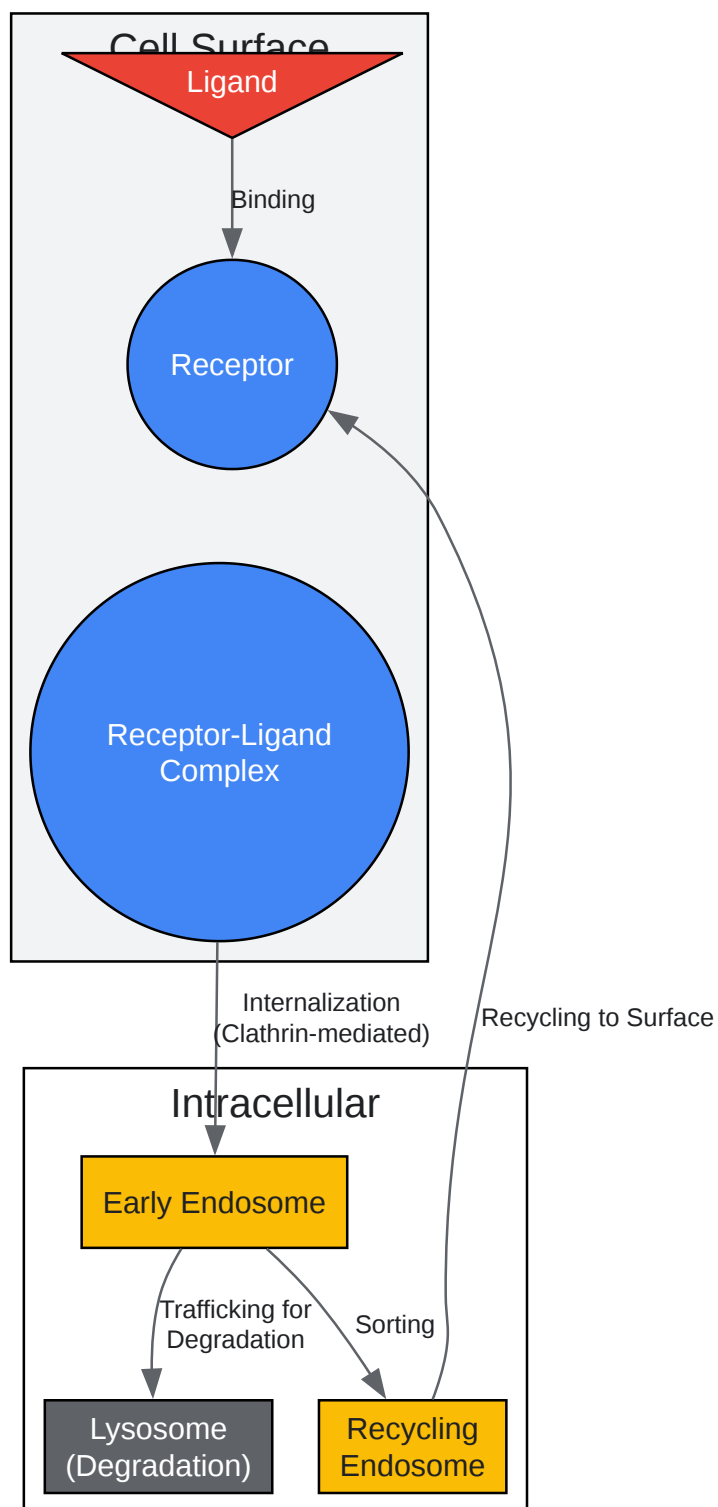 Cell Surface
Ligand
Binding
Receptor
Receptor-Ligand
Complex
Internalization
(Clathrin-mediated)
Recycling to Surface
Intracellular
Early Endosome
Trafficking for
Degradation
Sorting
Lysosome
(Degradation)
Recycling
Endosome